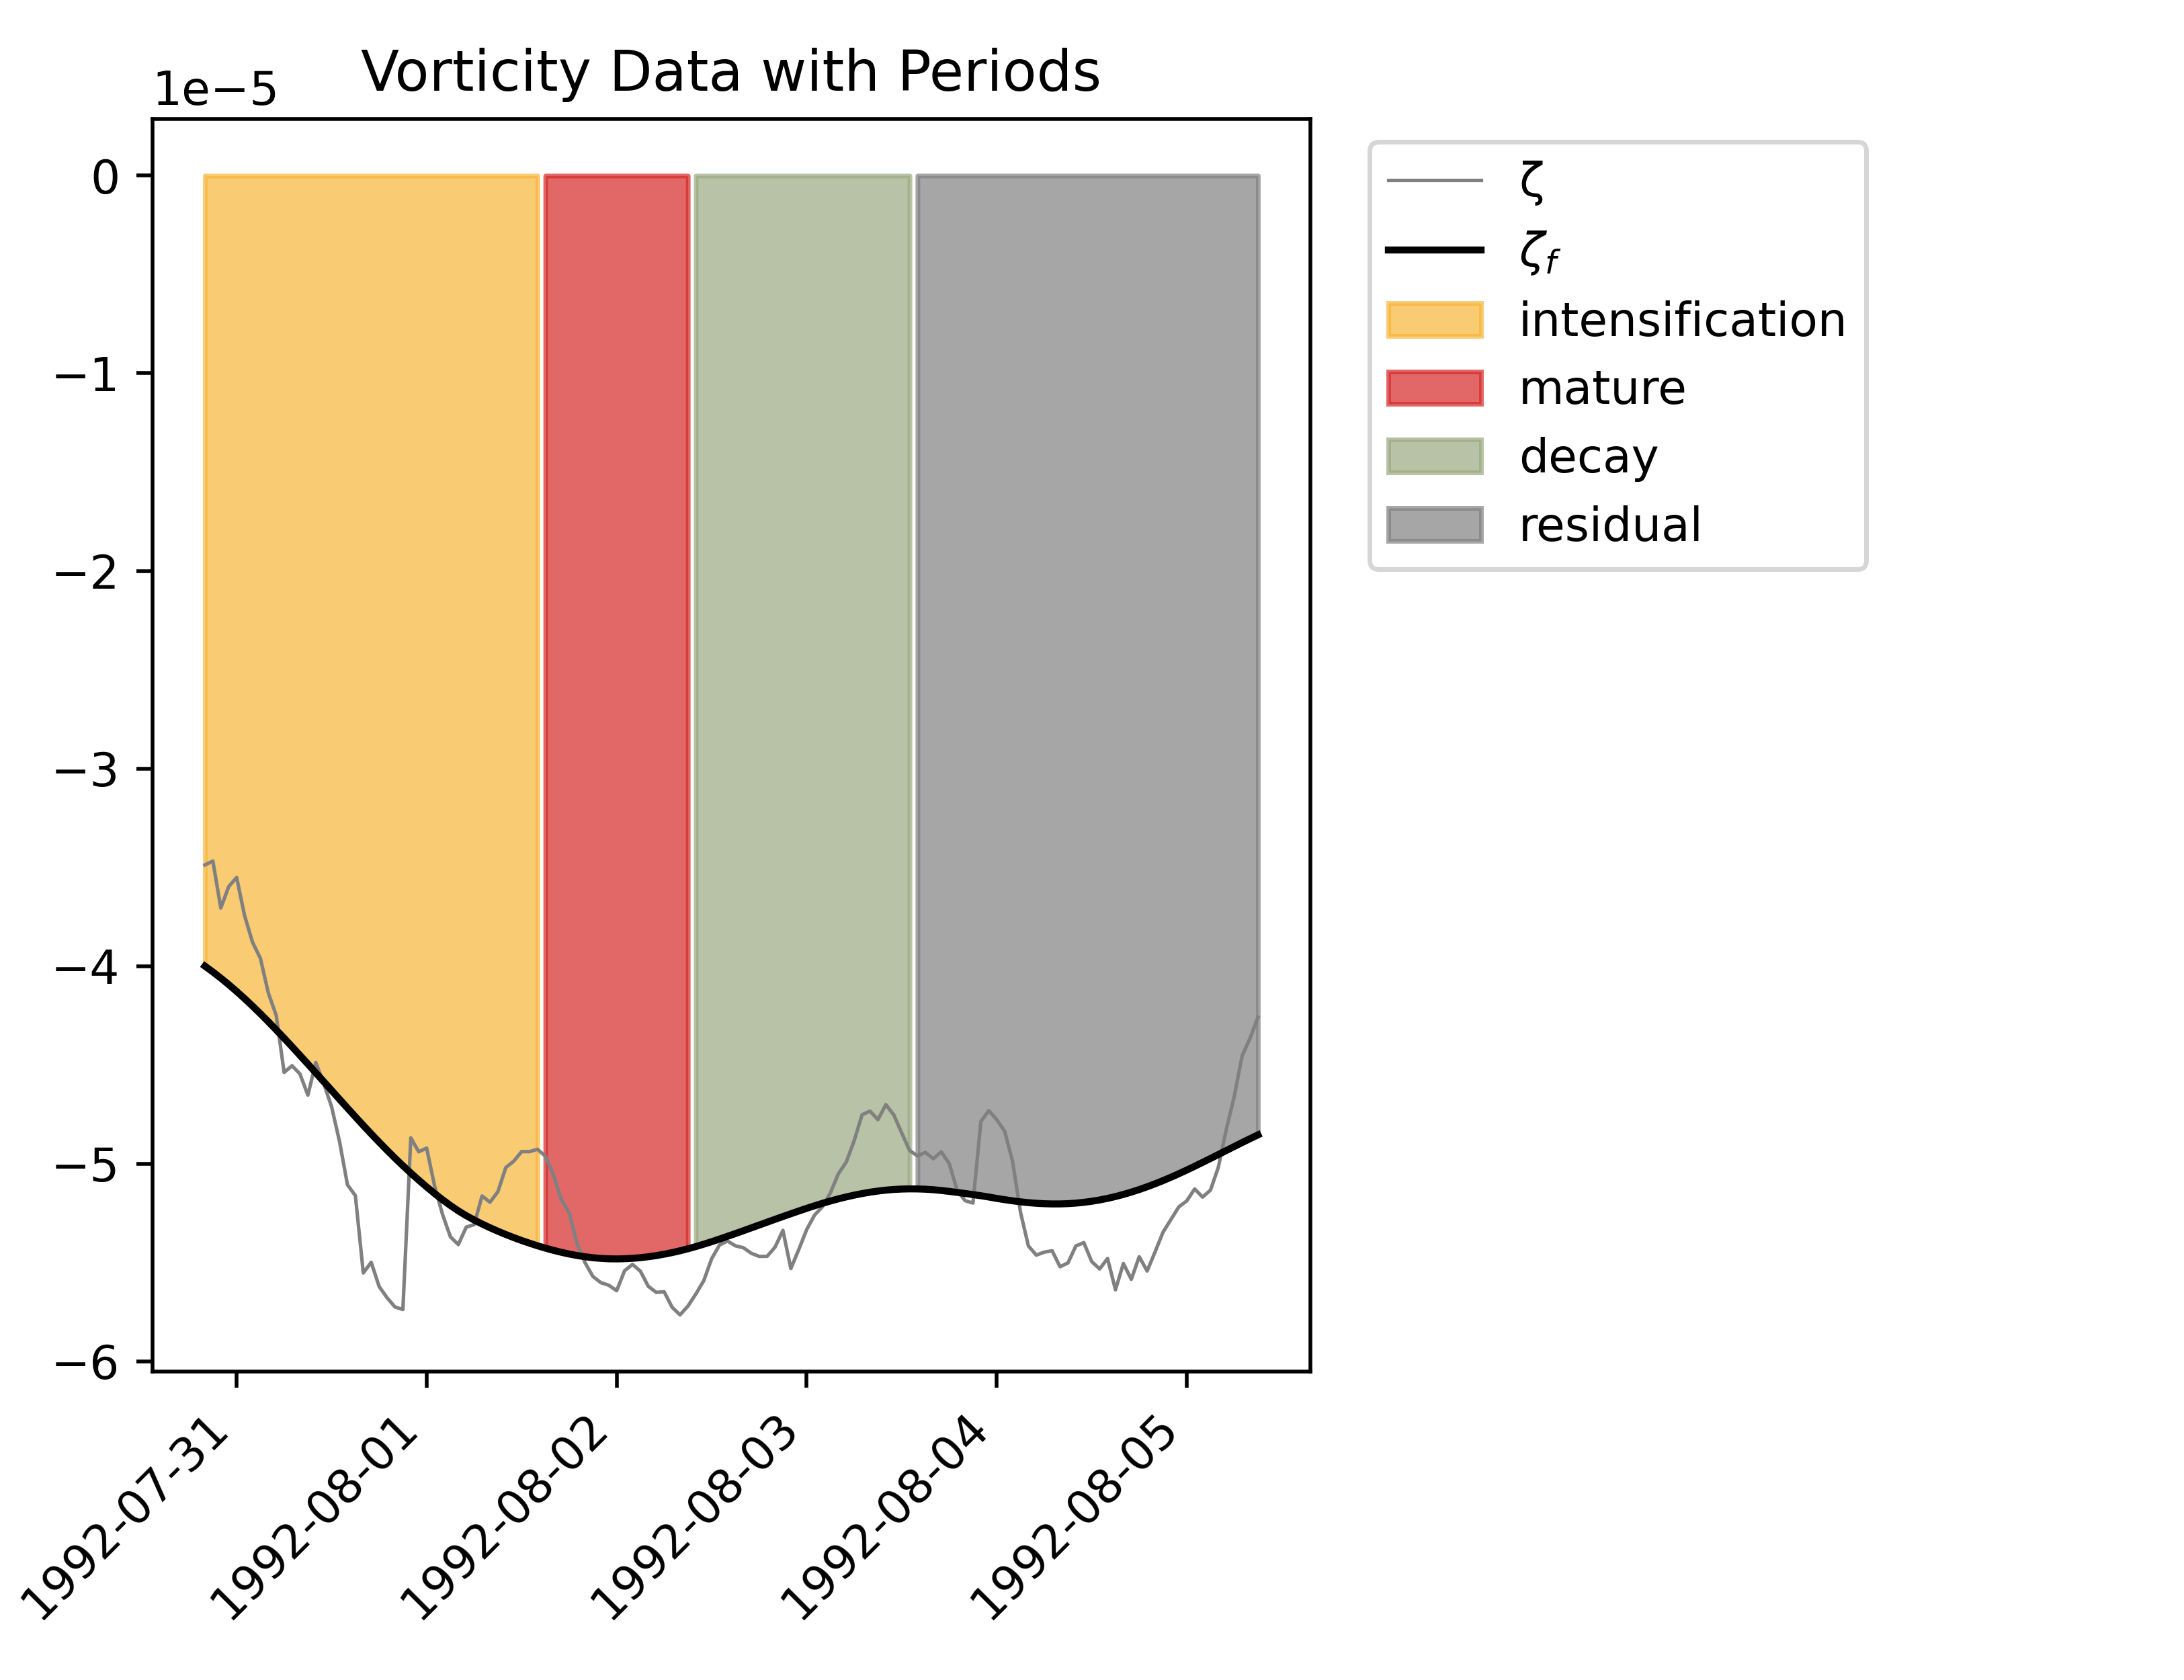 Vorticity Data with Periods
1e−5
0
−1
−2
−3
−4
−5
−6
1992-07-31
1992-08-01
1992-08-02
1992-08-03
1992-08-04
1992-08-05
ζ
ζf
intensification
mature
decay
residual